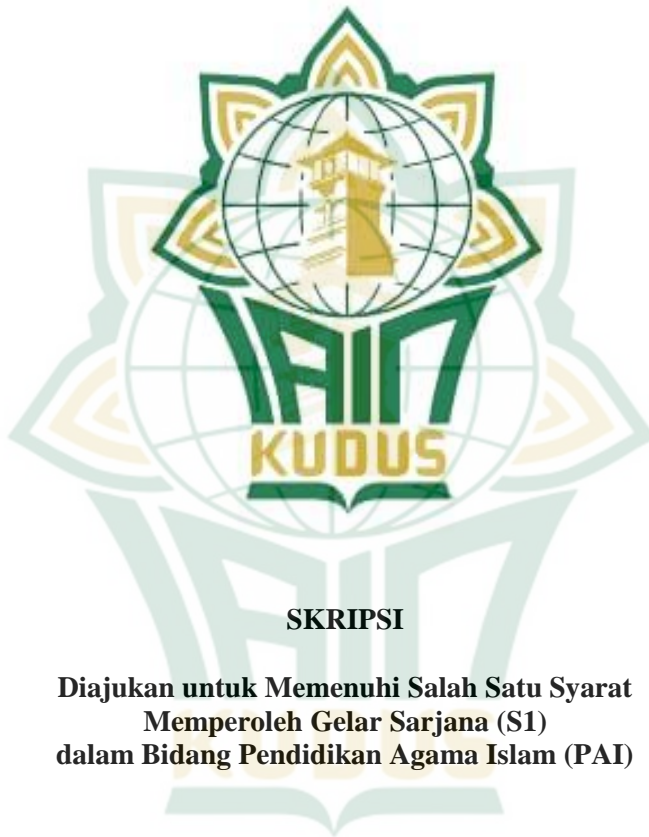 IAIN
KUDUS
SKRIPSI
Diajukan untuk Memenuhi Salah Satu Syarat
Memperoleh Gelar Sarjana (S1)
dalam Bidang Pendidikan Agama Islam (PAI)